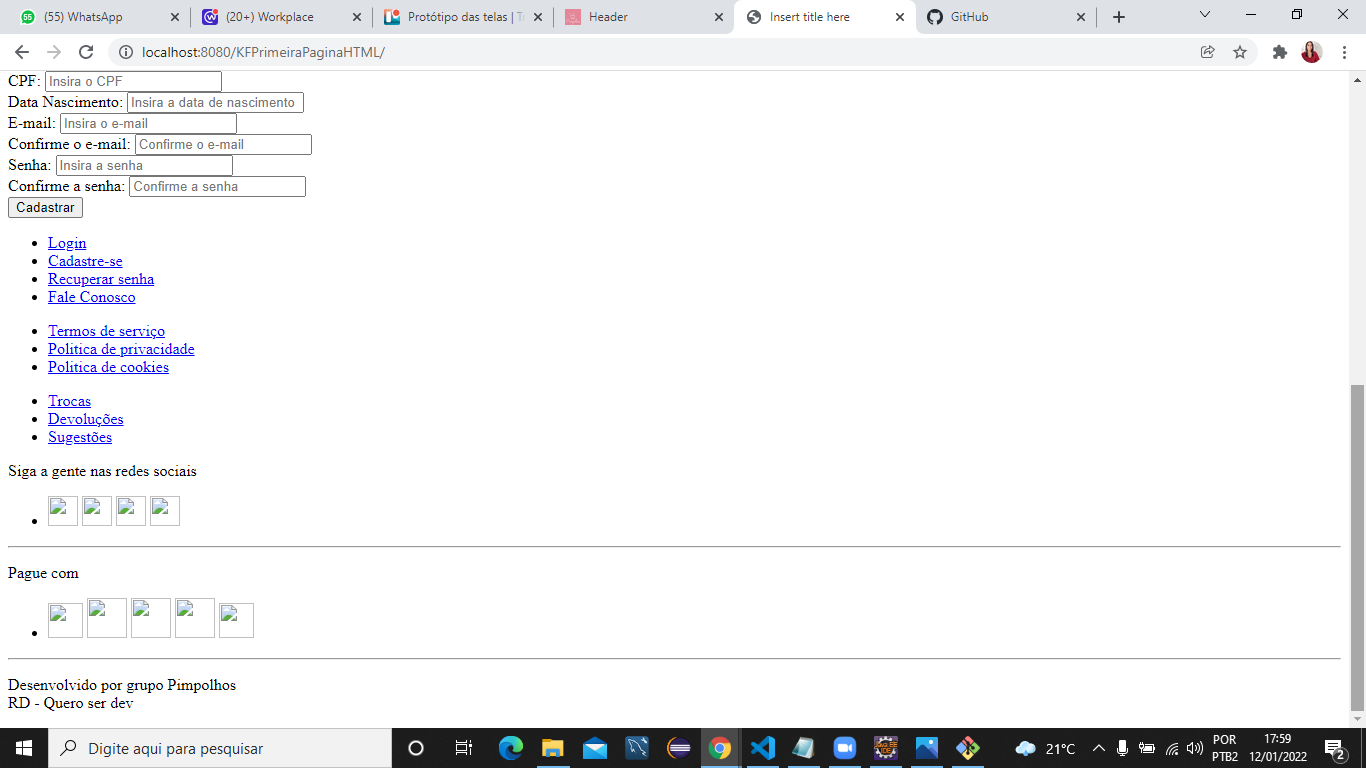 (55) WhatsApp
(20+) Workplace
Protótipo das telas | T
Header
Insert title here
GitHub
localhost:8080/KFPrimeiraPaginaHTML/
CPF: Insira o CPF
Data Nascimento: Insira a data de nascimento
E-mail: Insira o e-mail
Confirme o e-mail: Confirme o e-mail
Senha: Insira a senha
Confirme a senha: Confirme a senha
Cadastrar
Login
Cadastre-se
Recuperar senha
Fale Conosco
Termos de serviço
Politica de privacidade
Politica de cookies
Trocas
Devoluções
Sugestões
Siga a gente nas redes sociais
Pague com
Desenvolvido por grupo Pimpolhos
RD - Quero ser dev
Digite aqui para pesquisar
21°C
POR
PTB2
17:59
12/01/2022
2